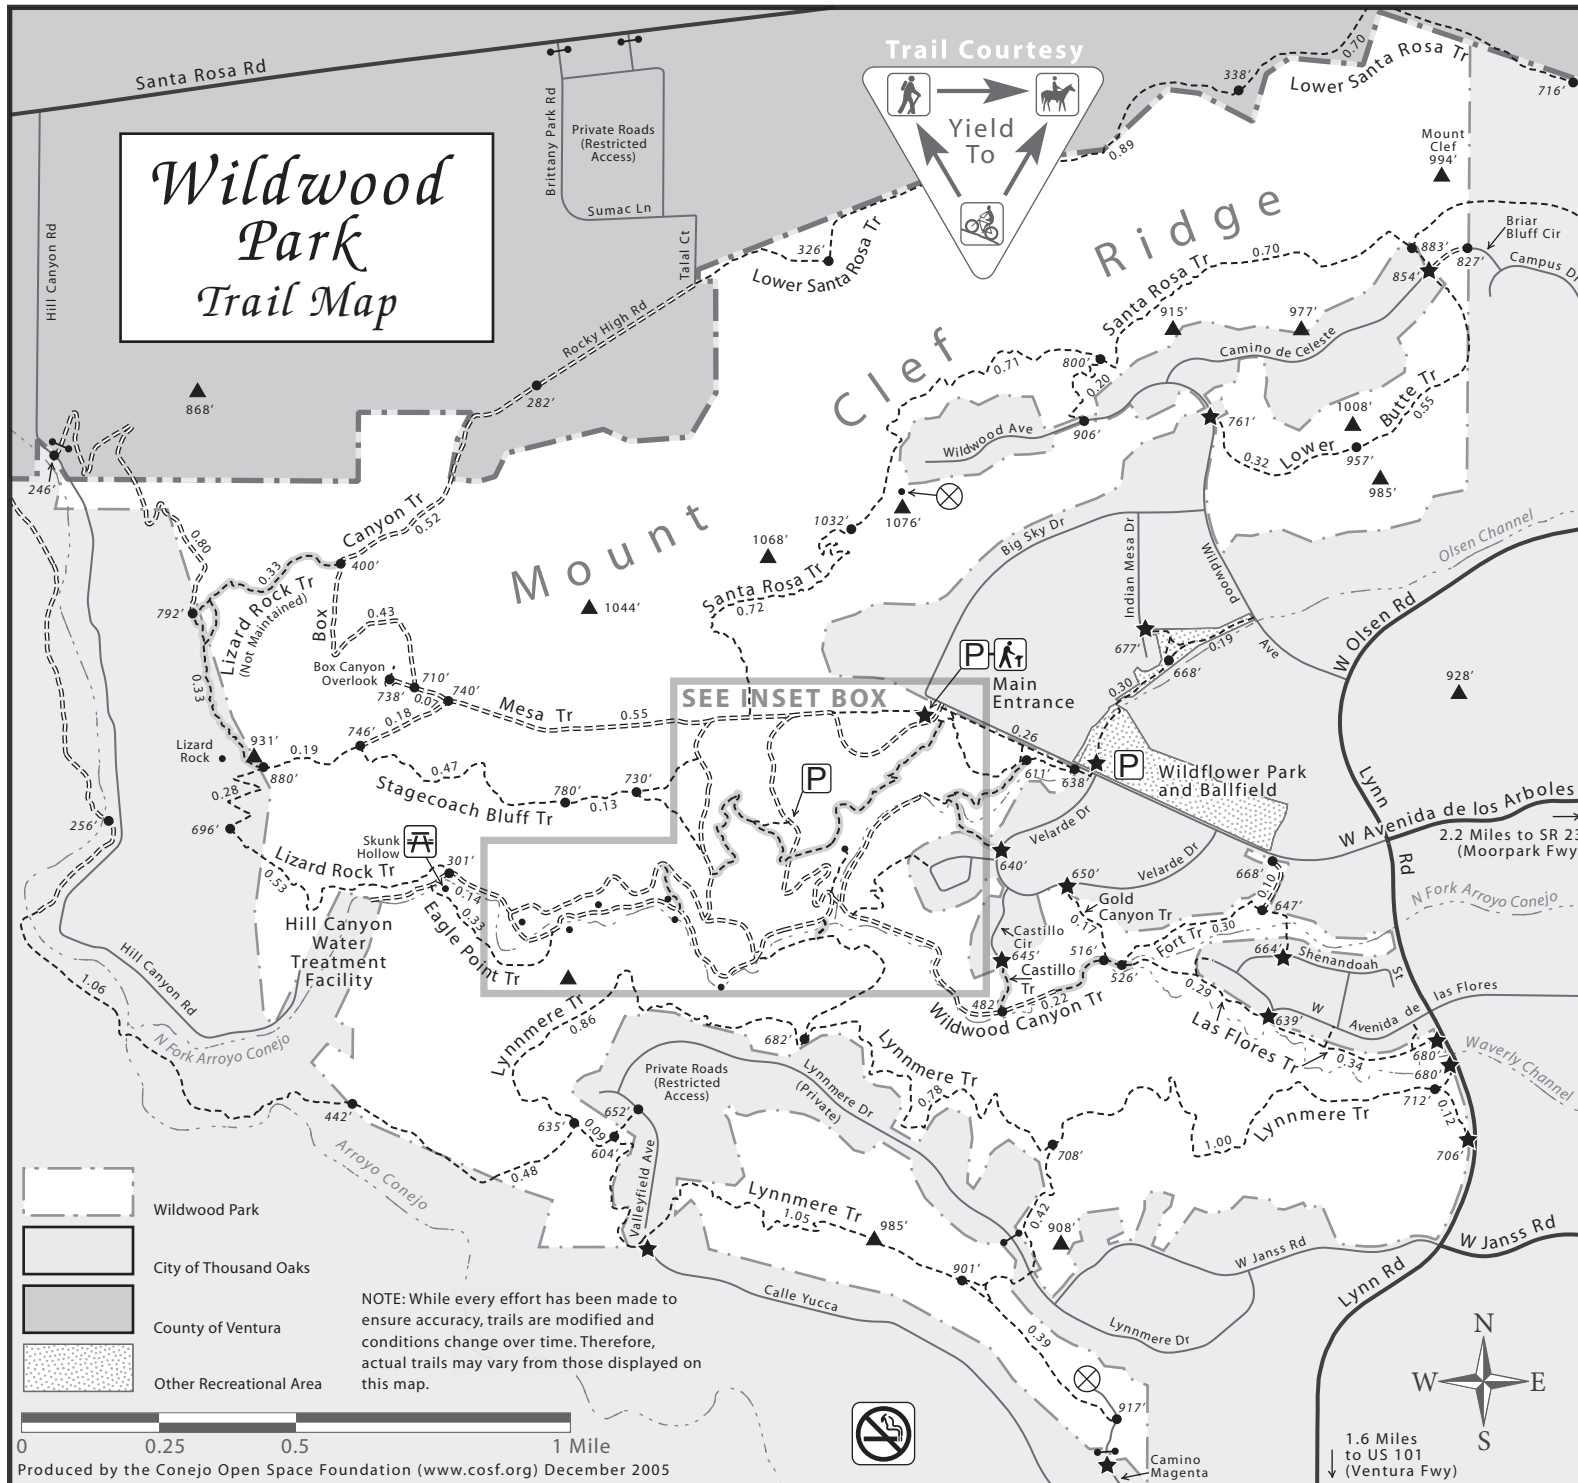 Santa Rosa Rd
Trail Courtesy
Yield
To
0.70
Lower Santa Rosa Tr
338'
716'
0.89
Mount
Clef
994'
Wildwood
Park
Trail Map
Hill Canyon Rd
Brittany Park Rd
Private Roads
(Restricted
Access)
Sumac Ln
Talal Ct
326'
Lower Santa Rosa Tr
Ridge
Briar
Bluff Cir
883'
827'
854'
Campus Dr
0.70
Santa Rosa Tr
915'
977'
Camino de Celeste
Rocky High Rd
282'
868'
Clef
0.71
800'
0.20
Wildwood Ave
906'
761'
1008'
Butte Tr
0.55
Lower
0.32
957'
985'
246'
Canyon Tr
0.52
0.80
0.33
400'
Lizard Rock Tr
(Not Maintained)
792'
Box
0.43
Mount
1032'
1076'
1068'
1044'
Santa Rosa Tr
0.72
Big Sky Dr
Indian Mesa Dr
Wildwood
Ave
Olsen Channel
W Olsen Rd
677'
668'
0.19
0.30
928'
Box Canyon
Overlook
738'
710'
0.07
740'
Mesa Tr
0.55
0.33
0.18
746'
SEE INSET BOX
P
Main
Entrance
0.26
611'
638'
P
P
Wildflower Park
and Ballfield
Lizard
Rock
931'
880'
0.19
0.28
696'
0.47
Stagecoach Bluff Tr
780'
0.13
730'
Lynn
Rd
W Avenida de los Arboles
2.2 Miles to SR 23
(Moorpark Fwy)
256'
Skunk
Hollow
301'
Lizard Rock Tr
0.53
0.14
0.33
Eagle Point Tr
Velarde Dr
640'
Velarde Dr
650'
Gold
Canyon Tr
0.17
668'
0.10
647'
N Fork Arroyo Conejo
Hill Canyon
Water
Treatment
Facility
Castillo
Cir
645'
Castillo
Tr
516'
526'
Fort Tr
0.30
664'
Shenandoah
St
482'
0.22
Wildwood Canyon Tr
0.29
Las Flores Tr
639'
W
Avenida de
las Flores
0.34
680'
680'
Waverly Channel
Hill Canyon Rd
1.06
N Fork Arroyo Conejo
Lynnmere Tr
0.86
682'
Lynnmere Tr
0.78
Lynnmere Dr
(Private)
Private Roads
(Restricted
Access)
652'
635'
0.09
604'
442'
0.48
Arroyo Conejo
Valleyfield Ave
712'
0.12
706'
Lynnmere Tr
1.00
708'
0.42
908'
Lynnmere Tr
1.05
985'
901'
W Janss Rd
W Janss Rd
Lynn Rd
Calle Yucca
Lynnmere Dr
0.39
917'
Camino
Magenta
Wildwood Park
City of Thousand Oaks
County of Ventura
Other Recreational Area
NOTE: While every effort has been made to
ensure accuracy, trails are modified and
conditions change over time. Therefore,
actual trails may vary from those displayed on
this map.
N
W
E
S
1.6 Miles
to US 101
(Ventura Fwy)
0
0.25
0.5
1 Mile
Produced by the Conejo Open Space Foundation (www.cosf.org) December 2005